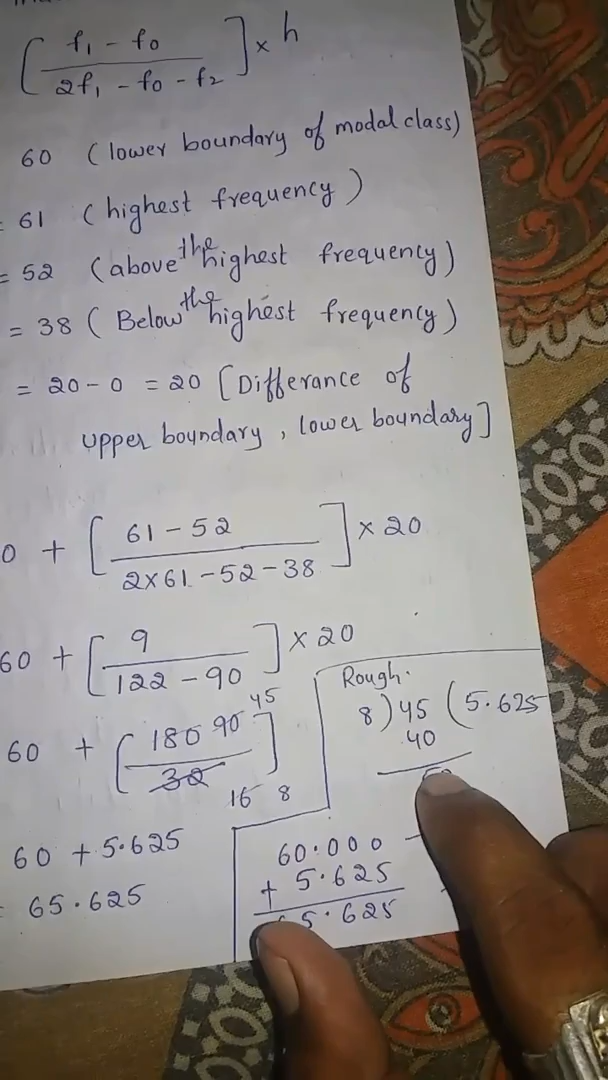 [ f₁ - f₀ / 2f₁ - f₀ - f₂ ] × h
60 (lower boundary of modal class)
= 61 (highest frequency)
= 52 (above the highest frequency)
= 38 (Below the highest frequency)
= 20 - 0 = 20 [Differance of
upper boundary, lower boundary]
0 + [ 61 - 52 / 2×61 - 52 - 38 ] × 20
60 + [ 9 / 122 - 90 ] × 20
60 + [ 180 90 45 / 32 16 8 ]
60 + 5.625
= 65.625
Rough.
8 ) 45 ( 5.625
40
60.000
+ 5.625
5.625